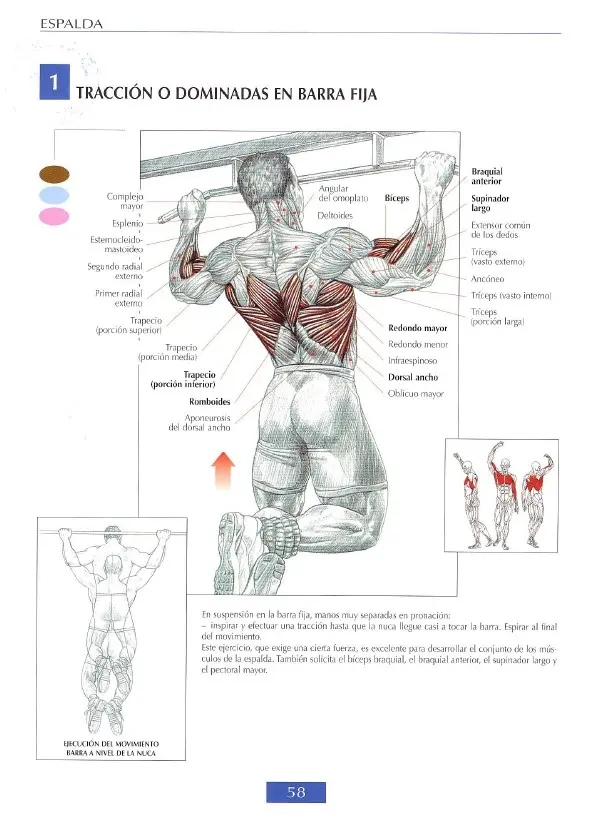 ESPALDA
1
TRACCIÓN O DOMINADAS EN BARRA FIJA
Complejo
mayor
Esplenio
Esternocleido-
mastoideo
Segundo radial
externo
Primer radial
externo
Trapecio
(porción superior)
Trapecio
(porción media)
Trapecio
(porción inferior)
Romboides
Aponeurosis
del dorsal ancho
Angular
del omoplato
Deltoides
Bíceps
Braquial
anterior
Supinador
largo
Extensor común
de los dedos
Tríceps
(vasto externo)
Ancóneo
Tríceps (vasto interno)
Tríceps
(porción larga)
Redondo mayor
Redondo menor
Infraespinoso
Dorsal ancho
Oblicuo mayor
EJECUCIÓN DEL MOVIMIENTO
BARRA A NIVEL DE LA NUCA
En suspensión en la barra fija, manos muy separadas en pronación:
– inspirar y efectuar una tracción hasta que la nuca llegue casi a tocar la barra. Espirar al final
del movimiento.
Este ejercicio, que exige una cierta fuerza, es excelente para desarrollar el conjunto de los mús-
culos de la espalda. También solicita el bíceps braquial, el braquial anterior, el supinador largo y
el pectoral mayor.
58